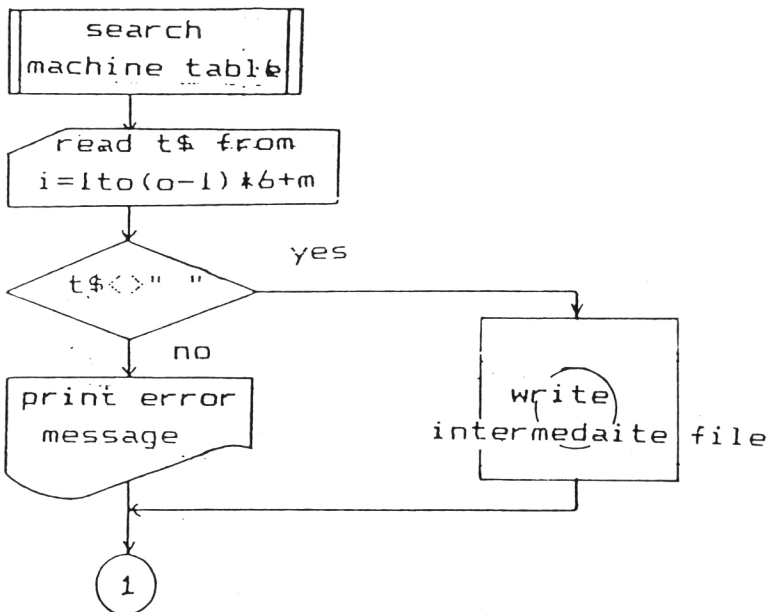 search
machine table
read t$ from
i=1to(o-1)*6+m
t$<>" "
yes
no
print error
message
write
intermedaite file
1